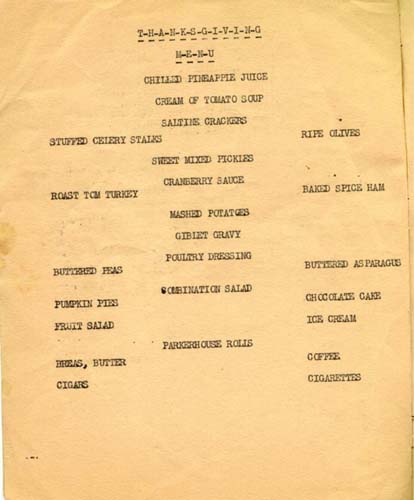 T-H-A-N-K-S-G-I-V-I-N-G
M-E-N-U
CHILLED PINEAPPLE JUICE
CREAM OF TOMATO SOUP
SALTINE CRACKERS
STUFFED CELERY STALKS RIPE OLIVES
SWEET MIXED PICKLES
CRANBERRY SAUCE
ROAST TOM TURKEY BAKED SPICE HAM
MASHED POTATOES
GIBLET GRAVY
POULTRY DRESSING
BUTTERED PEAS BUTTERED ASPARAGUS
COMBINATION SALAD
PUMPKIN PIES CHOCOLATE CAKE
FRUIT SALAD ICE CREAM
PARKERHOUSE ROLLS
BREAS, BUTTER COFFEE
CIGARS CIGARETTES